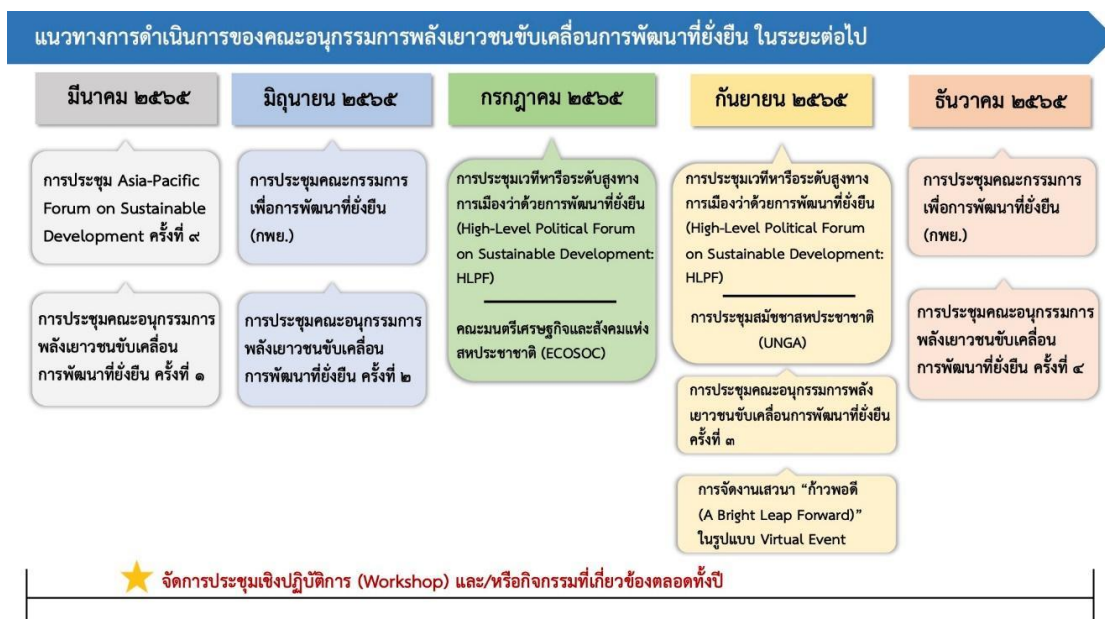 แนวทางการดำเนินการของคณะอนุกรรมการพลังเยาวชนขับเคลื่อนการพัฒนาที่ยั่งยืน ในระยะต่อไป
มีนาคม ๒๕๖๕
การประชุม Asia-Pacific
Forum on Sustainable
Development ครั้งที่ ๙
การประชุมคณะอนุกรรมการ
พลังเยาวชนขับเคลื่อน
การพัฒนาที่ยั่งยืน ครั้งที่ ๑
มิถุนายน ๒๕๖๕
การประชุมคณะกรรมการ
เพื่อการพัฒนาที่ยั่งยืน
(กพย.)
การประชุมคณะอนุกรรมการ
พลังเยาวชนขับเคลื่อน
การพัฒนาที่ยั่งยืน ครั้งที่ ๒
กรกฎาคม ๒๕๖๕
การประชุมเวทีหารือระดับสูงทาง
การเมืองว่าด้วยการพัฒนาที่ยั่งยืน
(High-Level Political Forum
on Sustainable Development:
HLPF)
คณะมนตรีเศรษฐกิจและสังคมแห่ง
สหประชาชาติ (ECOSOC)
กันยายน ๒๕๖๕
การประชุมเวทีหารือระดับสูงทาง
การเมืองว่าด้วยการพัฒนาที่ยั่งยืน
(High-Level Political Forum
on Sustainable Development:
HLPF)
การประชุมสมัชชาสหประชาชาติ
(UNGA)
การประชุมคณะอนุกรรมการพลัง
เยาวชนขับเคลื่อนการพัฒนาที่ยั่งยืน
ครั้งที่ ๓
การจัดงานเสวนา “ก้าวพอดี
(A Bright Leap Forward)”
ในรูปแบบ Virtual Event
ธันวาคม ๒๕๖๕
การประชุมคณะกรรมการ
เพื่อการพัฒนาที่ยั่งยืน
(กพย.)
การประชุมคณะอนุกรรมการ
พลังเยาวชนขับเคลื่อน
การพัฒนาที่ยั่งยืน ครั้งที่ ๔
จัดการประชุมเชิงปฏิบัติการ (Workshop) และ/หรือกิจกรรมที่เกี่ยวข้องตลอดทั้งปี